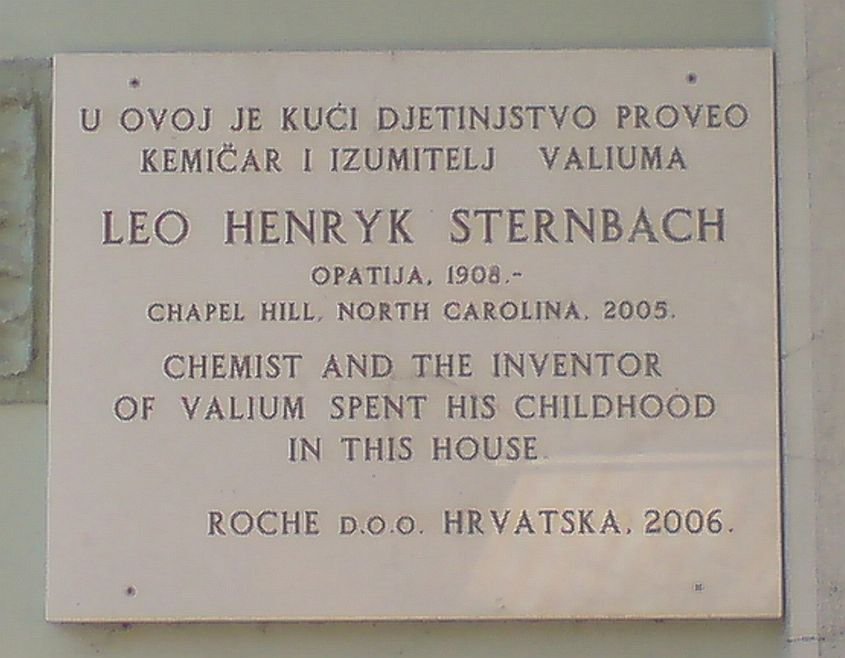 U OVOJ JE KUĆI DJETINJSTVO PROVEO
KEMIČAR I IZUMITELJ VALIUMA
LEO HENRYK STERNBACH
OPATIJA, 1908.-
CHAPEL HILL, NORTH CAROLINA, 2005.
CHEMIST AND THE INVENTOR
OF VALIUM SPENT HIS CHILDHOOD
IN THIS HOUSE.
ROCHE D.O.O. HRVATSKA, 2006.